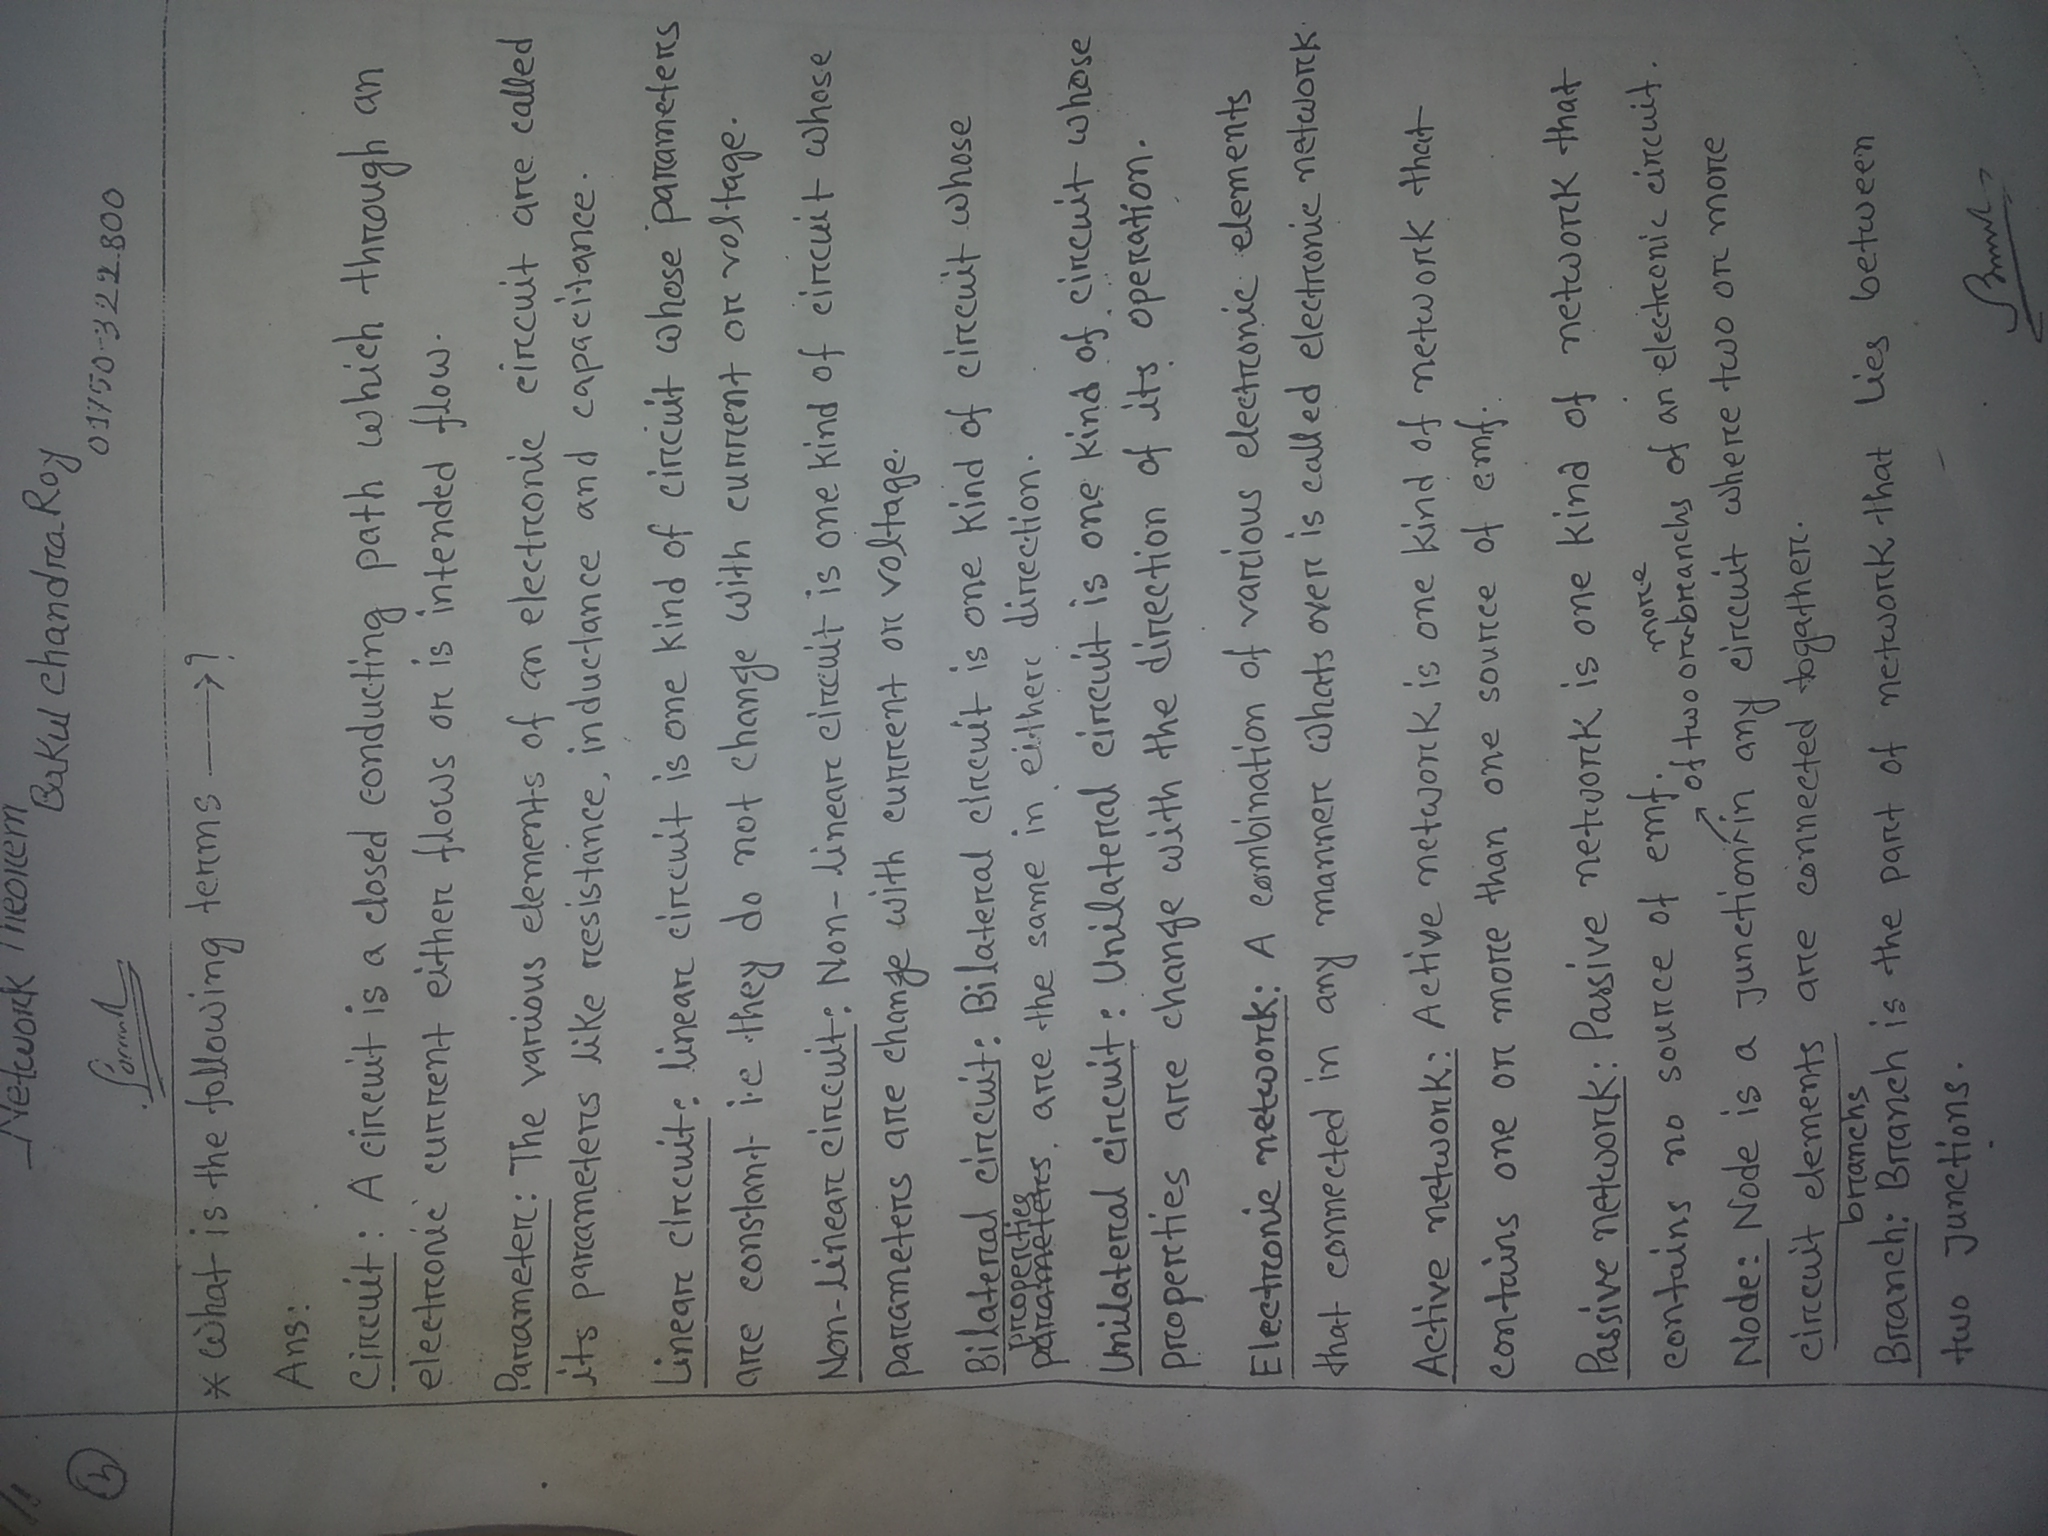 Network Theorem
Bakul Chandra Roy
01750-322800
* What is the following terms ⟶?
Ans:
Circuit: A circuit is a closed conducting path which through an
electronic current either flows or is intended flow.
Parameter: The various elements of an electronic circuit are called
its parameters like resistance, inductance and capacitance.
Linear circuit: linear circuit is one kind of circuit whose parameters
are constant i.e they do not change with current or voltage.
Non-linear circuit: Non-linear circuit is one kind of circuit whose
parameters are change with current or voltage.
Bilateral circuit: Bilateral circuit is one kind of circuit whose
properties
parameters, are the same in either direction.
Unilateral circuit: Unilateral circuit is one kind of circuit whose
properties are change with the direction of its operation.
Electronic network: A combination of various electronic elements
that connected in any manner whats over is called electronic network.
Active network: Active network is one kind of network that
contains one or more than one source of emf.
Passive network: Passive network is one kind of network that
contains no source of emf.
more
of two or branchs of an electronic circuit.
Node: Node is a junction in any circuit where two or more
circuit elements are connected togather.
branchs
Branch: Branch is the part of network that lies between
two junctions.